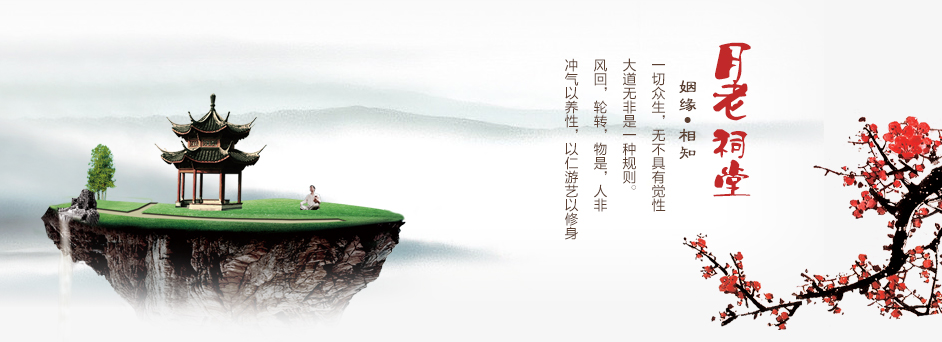 月老祠堂
姻缘•相知
一切众生，无不具有觉性
大道无非是一种规则。
风回，轮转，物是，人非
冲气以养性，以仁游艺以修身